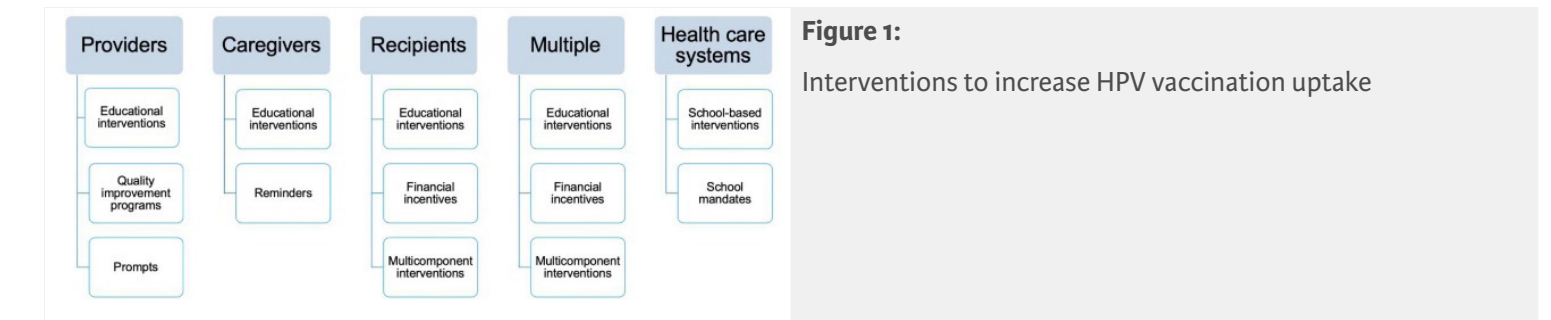 Providers
Educational
interventions
Quality
improvement
programs
Prompts
Caregivers
Educational
interventions
Reminders
Recipients
Educational
interventions
Financial
incentives
Multicomponent
interventions
Multiple
Educational
interventions
Financial
incentives
Multicomponent
interventions
Health care
systems
School-based
interventions
School
mandates
Figure 1:
Interventions to increase HPV vaccination uptake